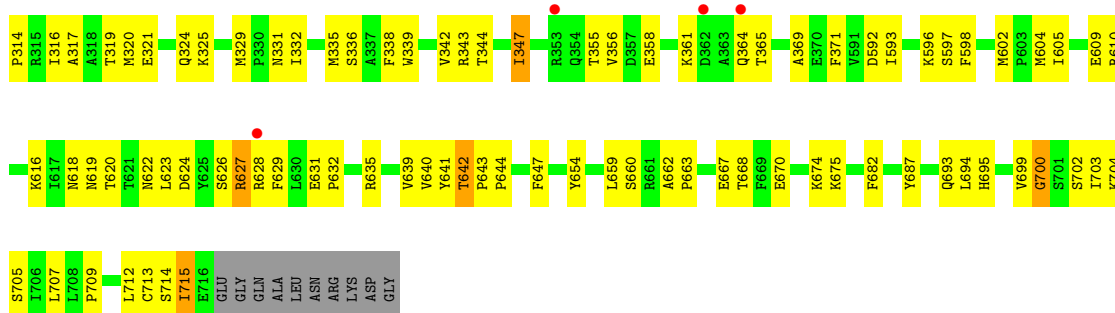 P314 R315 I316 A317 A318 T319 M320 E321 Q324 K325 M329 P330 N331 I332 M335 S336 A337 F338 W339 V342 R343 T344 I347 R353 Q354 T355 V356 D357 E358 K361 D362 A363 Q364 T365 A369 E370 F371 V591 D592 I593 K596 S597 F598 M602 P603 M604 I605 E609
K616 I617 N618 N619 T620 T621 N622 L623 D624 Y625 S626 R627 R628 F629 L630 E631 P632 R635 V639 V640 Y641 T642 P643 P644 F647 Y654 L659 S660 R661 A662 P663 E667 T668 F669 E670 K674 K675 F682 Y687 Q693 L694 H695 V699 G700 S701 S702 I703
S705 I706 L707 L708 P709 L712 C713 S714 I715 E716 GLU GLY GLN ALA LEU ASN ARG LYS ASP GLY